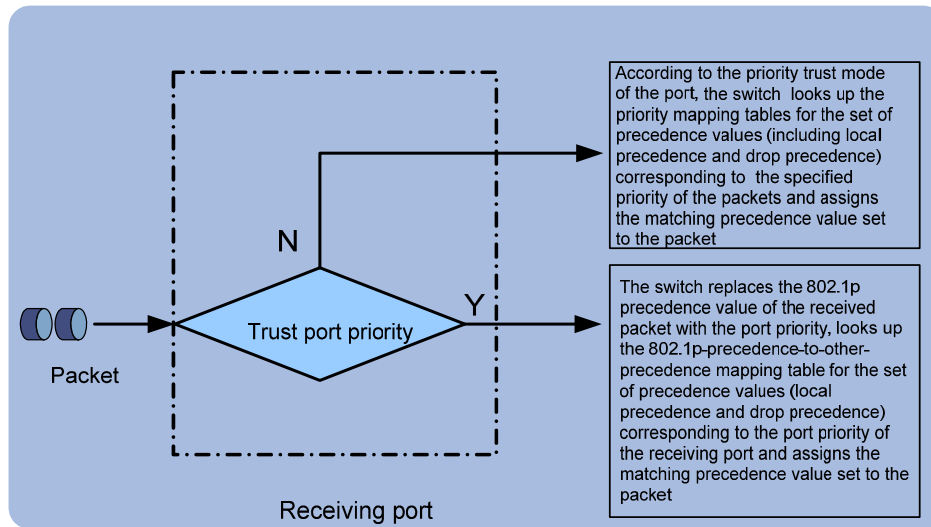 According to the priority trust mode
of the port, the switch looks up the
priority mapping tables for the set of
precedence values (including local
precedence and drop precedence)
corresponding to the specified
priority of the packets and assigns
the matching precedence value set
to the packet
N
Y
Trust port priority
Packet
The switch replaces the 802.1p
precedence value of the received
packet with the port priority, looks up
the 802.1p-precedence-to-other-
precedence mapping table for the set
of precedence values (local
precedence and drop precedence)
corresponding to the port priority of
the receiving port and assigns the
matching precedence value set to the
packet
Receiving port